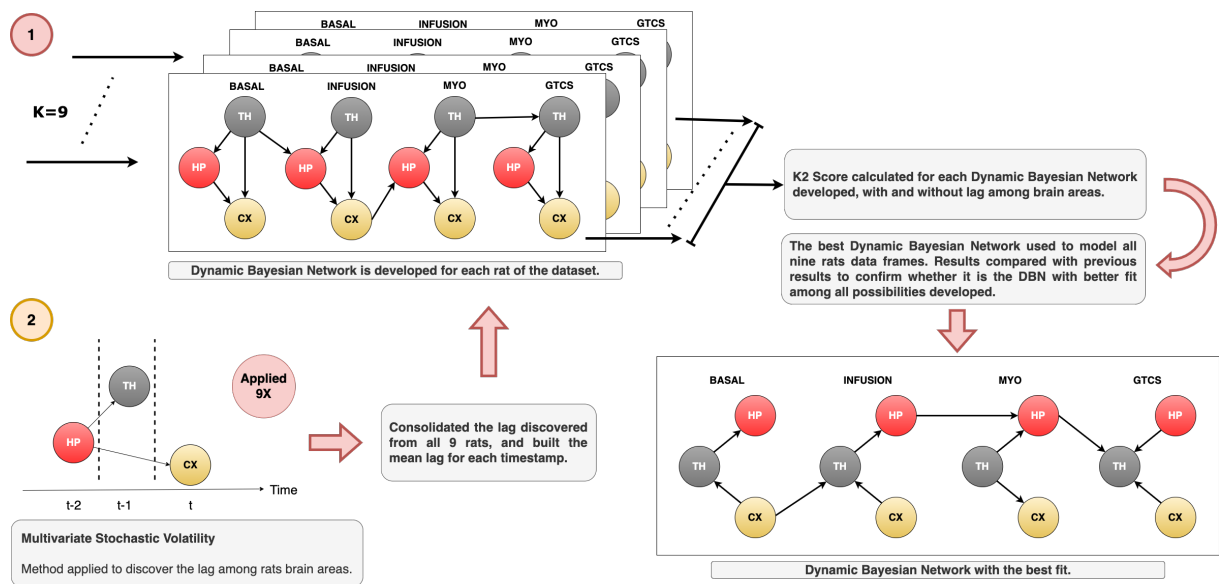 1
K=9
BASAL INFUSION MYO GTCS
BASAL INFUSION MYO GTCS
BASAL INFUSION MYO GTCS
BASAL INFUSION MYO GTCS
TH TH TH TH
HP HP HP HP
CX CX CX CX
Dynamic Bayesian Network is developed for each rat of the dataset.
K2 Score calculated for each Dynamic Bayesian Network
developed, with and without lag among brain areas.
The best Dynamic Bayesian Network used to model all
nine rats data frames. Results compared with previous
results to confirm whether it is the DBN with better fit
among all possibilities developed.
2
TH
HP
CX
Time
t-2 t-1 t
Multivariate Stochastic Volatility
Method applied to discover the lag among rats brain areas.
Applied
9X
Consolidated the lag discovered
from all 9 rats, and built the
mean lag for each timestamp.
BASAL INFUSION MYO GTCS
HP HP HP HP
TH TH TH TH
CX CX CX CX
Dynamic Bayesian Network with the best fit.